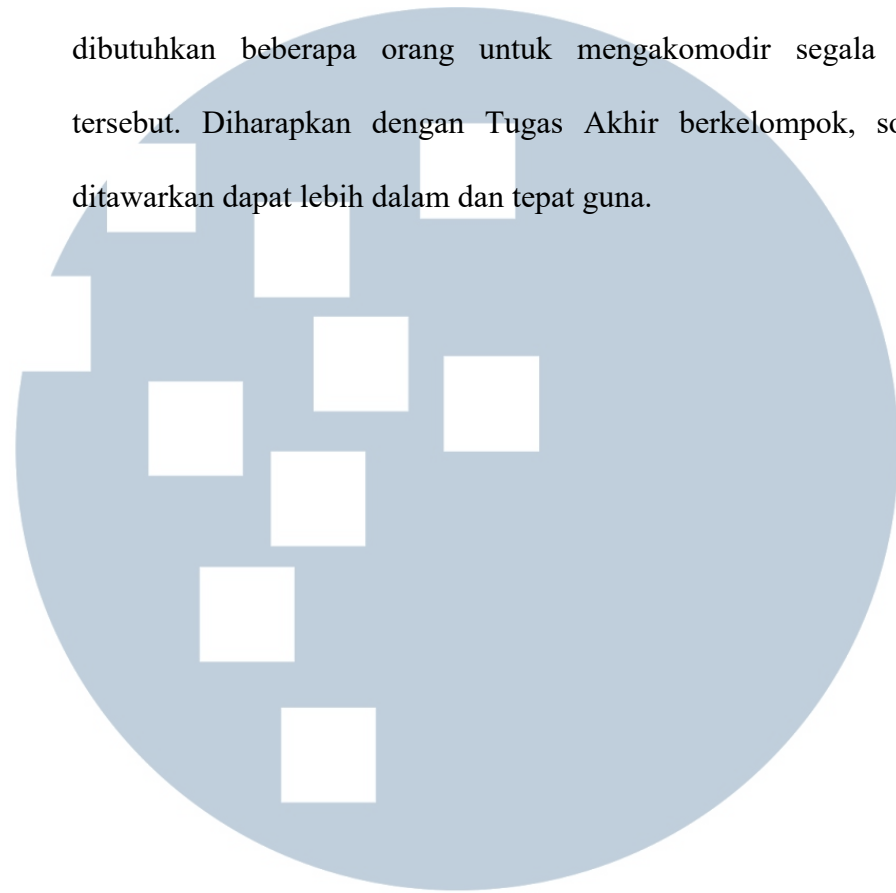 dibutuhkan beberapa orang untuk mengakomodir segala
tersebut. Diharapkan dengan Tugas Akhir berkelompok,
ditawarkan dapat lebih dalam dan tepat guna.